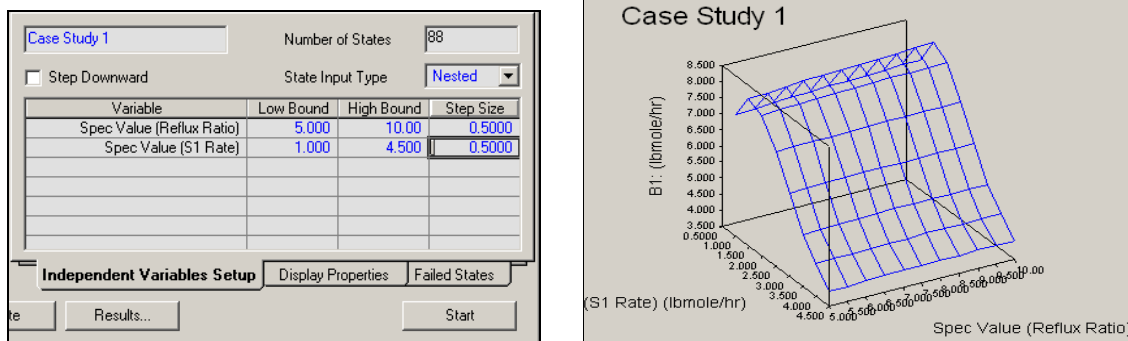 Case Study 1
Number of States
88
Step Downward
State Input Type
Nested
Variable Low Bound High Bound Step Size
Spec Value (Reflux Ratio) 5.000 10.00 0.5000
Spec Value (S1 Rate) 1.000 4.500 0.5000
Independent Variables Setup
Display Properties
Failed States
te
Results...
Start
Case Study 1
B1: (lbmole/hr)
8.500
8.000
7.500
7.000
6.500
6.000
5.500
5.000
4.500
4.000
3.500
0.5000
1.000
1.500
2.000
2.500
3.000
3.500
4.000
4.500
(S1 Rate) (lbmole/hr)
5.000
10.00
Spec Value (Reflux Ratio)